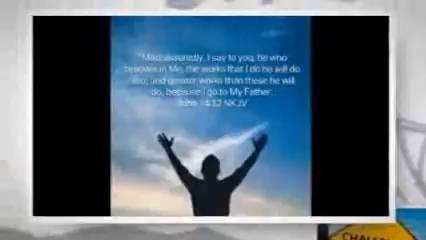 "Most assuredly, I say to you, he who
believes in Me, the works that I do he will do
also; and greater works than these he will
do, because I go to My Father.
John 14:12 NKJV